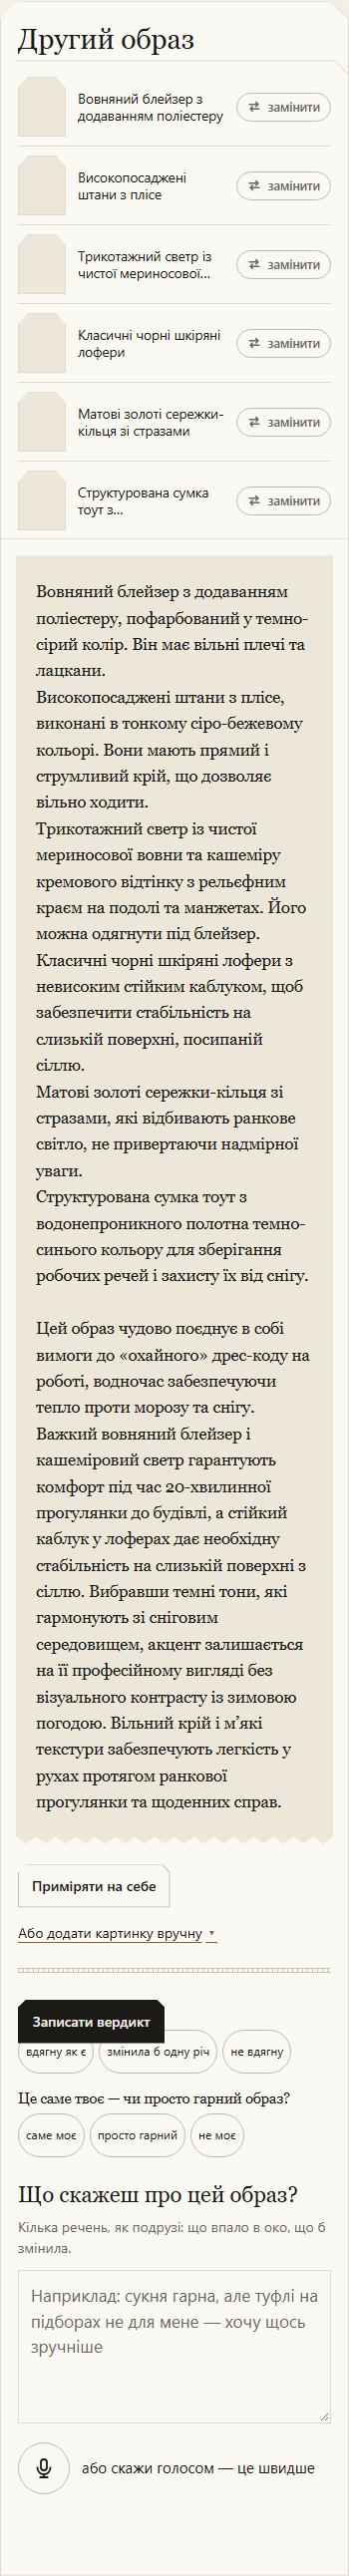 Другий образ
Вовняний блейзер з
додаванням поліестеру
замінити
Високопосаджені
штани з плісе
замінити
Трикотажний светр із
чистої мериносової...
замінити
Класичні чорні шкіряні
лофери
замінити
Матові золоті сережки-
кільця зі стразами
замінити
Структурована сумка
тоут з...
замінити
Вовняний блейзер з додаванням
поліестеру, пофарбований у темно-
сірий колір. Він має вільні плечі та
лацкани.
Високопосаджені штани з плісе,
виконані в тонкому сіро-бежевому
кольорі. Вони мають прямий і
струмливий крій, що дозволяє
вільно ходити.
Трикотажний светр із чистої
мериносової вовни та кашеміру
кремового відтінку з рельєфним
краєм на подолі та манжетах. Його
можна одягнути під блейзер.
Класичні чорні шкіряні лофери з
невисоким стійким каблуком, щоб
забезпечити стабільність на
слизькій поверхні, посипаній
сіллю.
Матові золоті сережки-кільця зі
стразами, які відбивають ранкове
світло, не привертаючи надмірної
уваги.
Структурована сумка тоут з
водонепроникного полотна темно-
синього кольору для зберігання
робочих речей і захисту їх від снігу.
Цей образ чудово поєднує в собі
вимоги до «охайного» дрес-коду на
роботі, водночас забезпечуючи
тепло проти морозу та снігу.
Важкий вовняний блейзер і
кашеміровий светр гарантують
комфорт під час 20-хвилинної
прогулянки до будівлі, а стійкий
каблук у лоферах дає необхідну
стабільність на слизькій поверхні з
сіллю. Вибравши темні тони, які
гармонують зі сніговим
середовищем, акцент залишається
на її професійному вигляді без
візуального контрасту із зимовою
погодою. Вільний крій і м’які
текстури забезпечують легкість у
рухах протягом ранкової
прогулянки та щоденних справ.
Приміряти на себе
Або додати картинку вручну
Записати вердикт
вдягну як є
змінила б одну річ
не вдягну
Це саме твоє — чи просто гарний образ?
саме моє
просто гарний
не моє
Що скажеш про цей образ?
Кілька речень, як подрузі: що впало в око, що б
змінила.
Наприклад: сукня гарна, але туфлі на
підборах не для мене — хочу щось
зручніше
або скажи голосом — це швидше